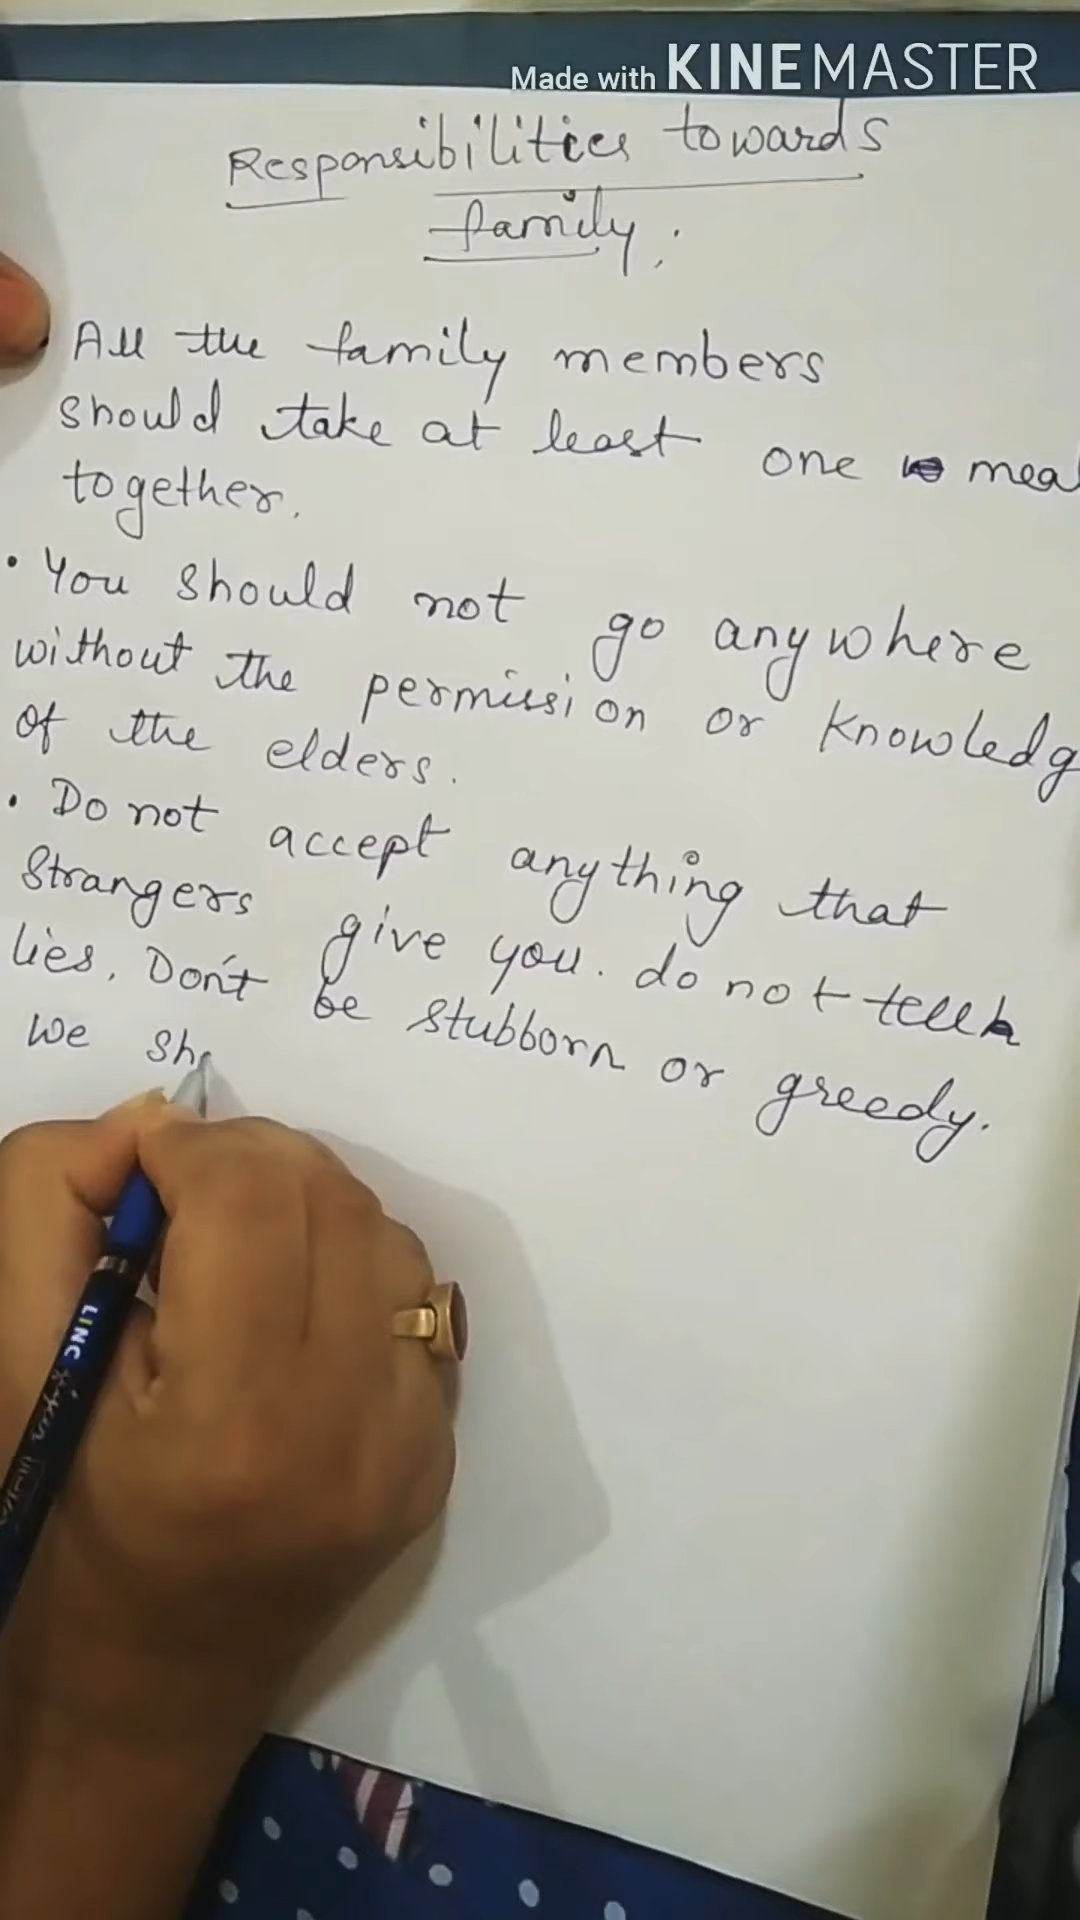 Made with KINEMASTER
Responsibilities towards
family:
All the family members
should take at least one meal
together.
• You should not go anywhere
without the permission or knowledg
of the elders.
• Do not accept anything that
strangers give you. do not tell
lies. Don't be stubborn or greedy.
We sh
LINC